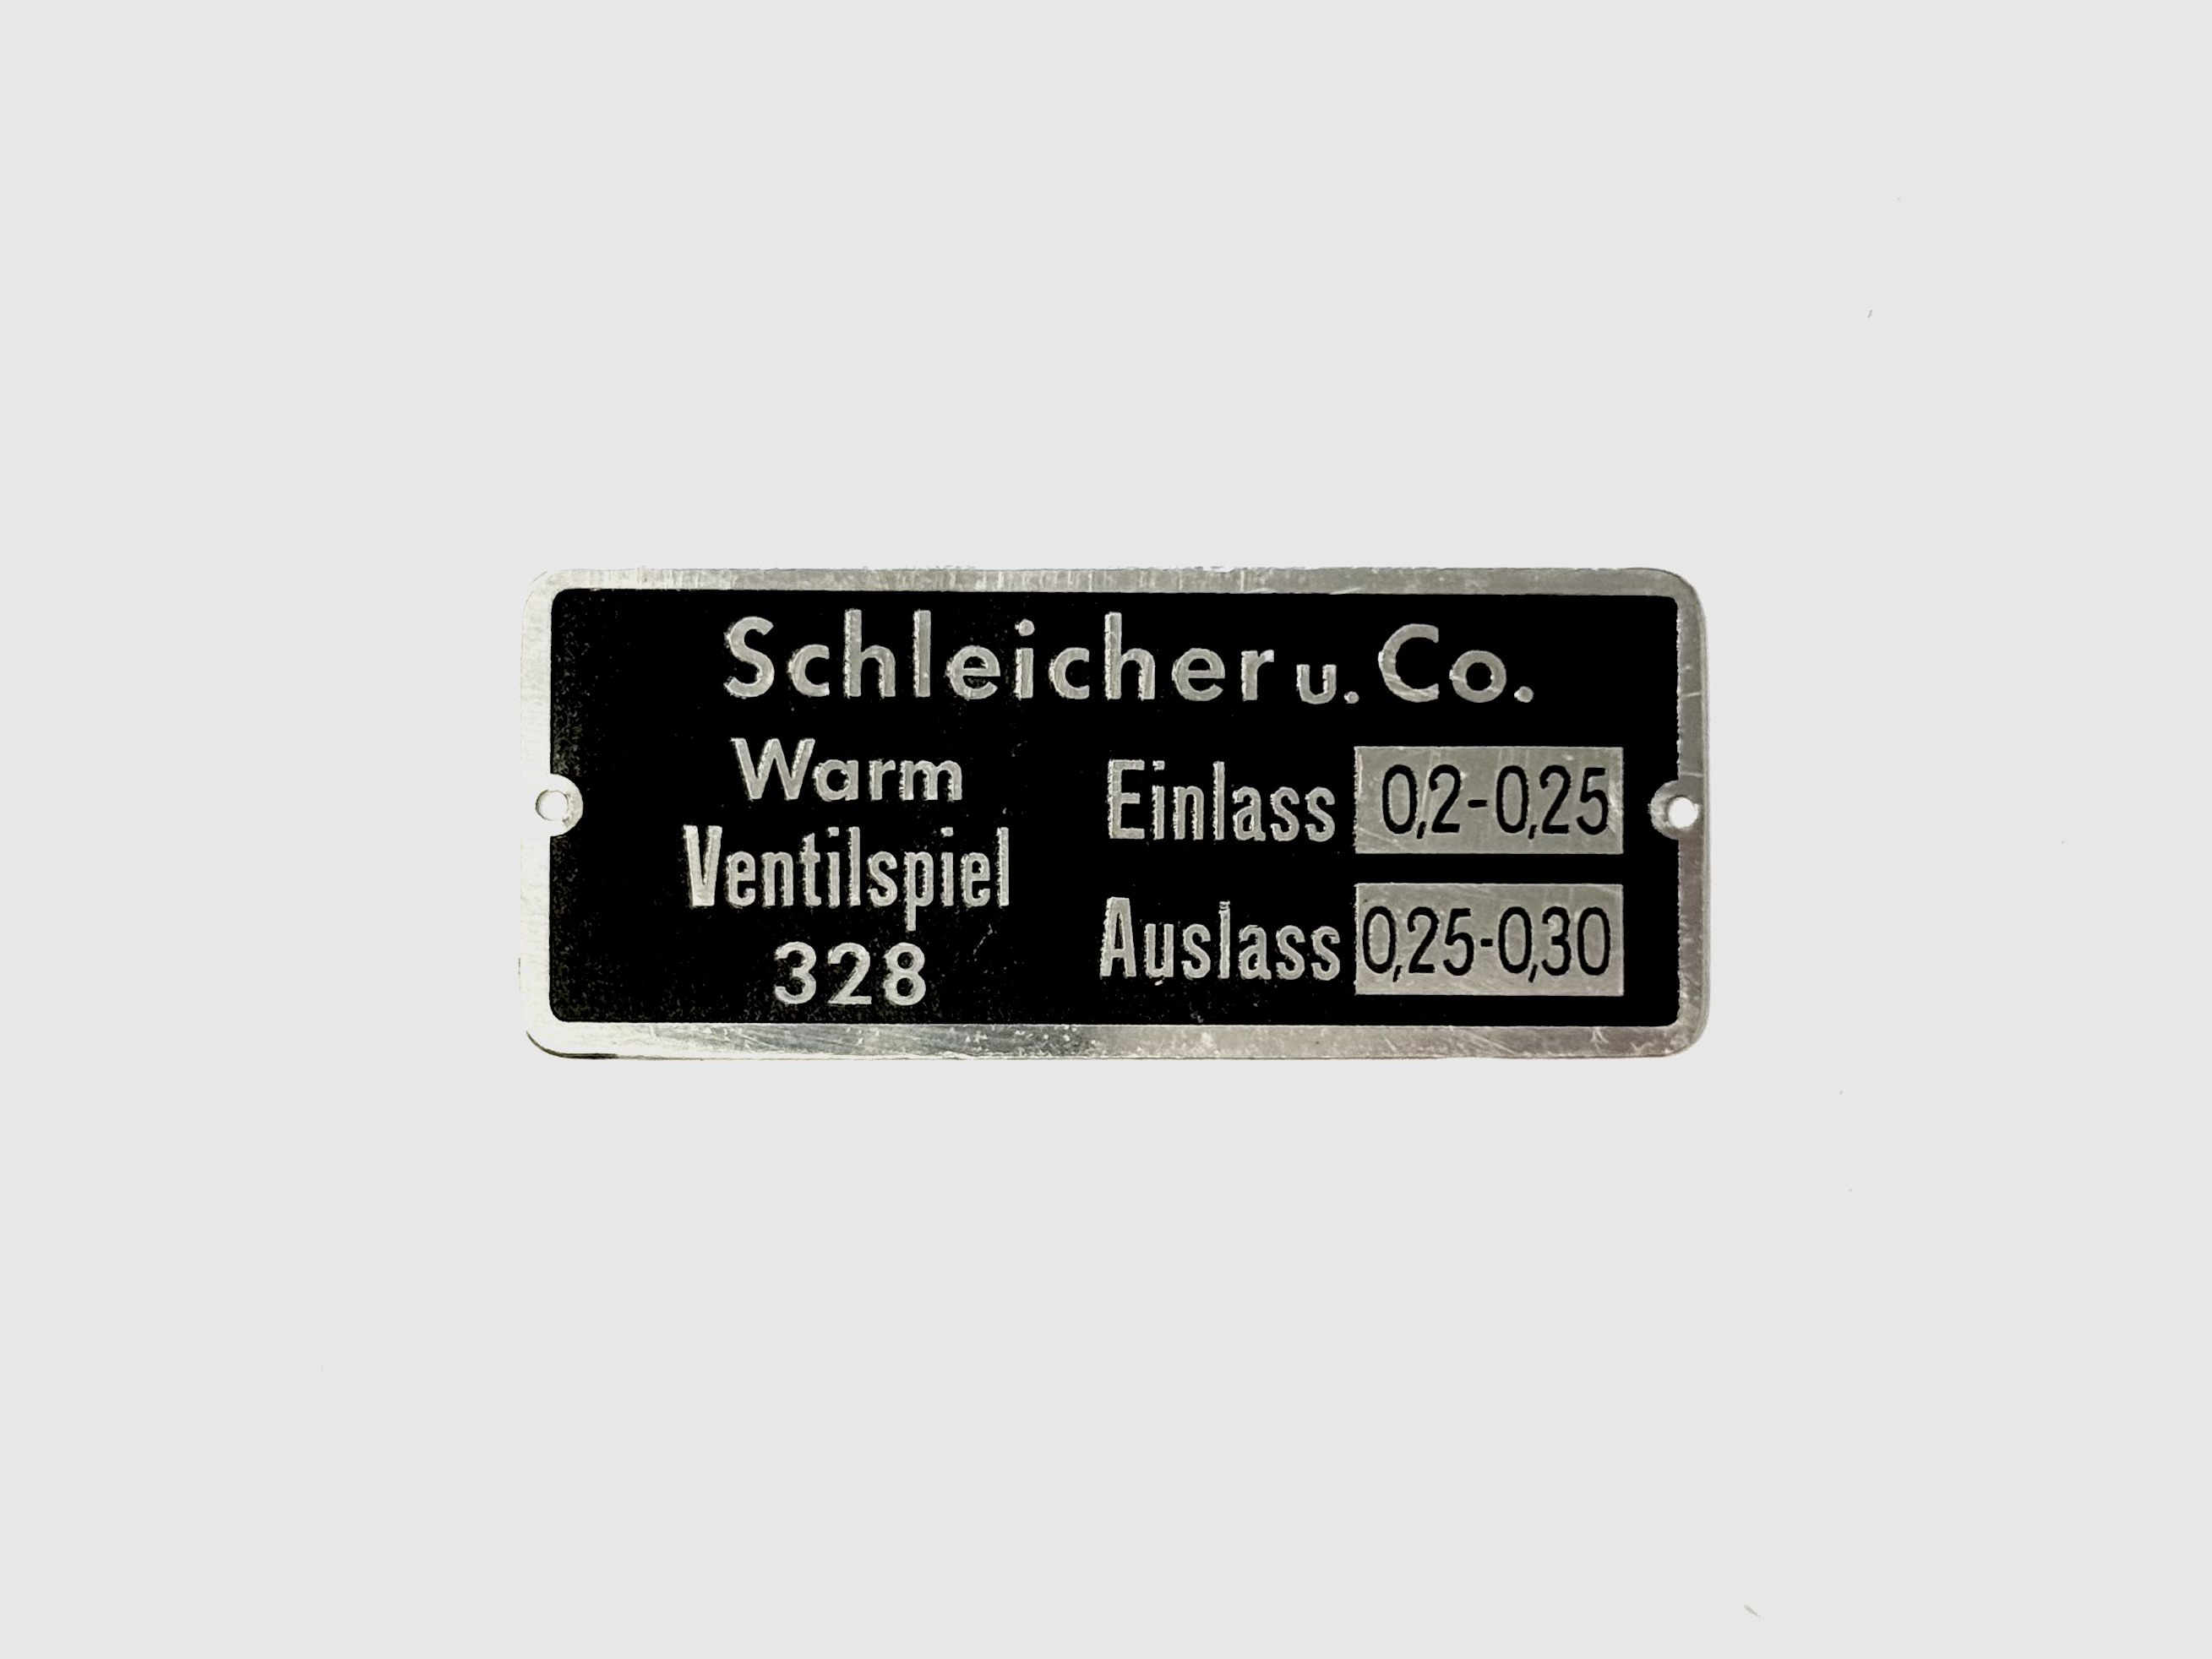 Schleicher u. Co.
Warm
Ventilspiel
328
Einlass 0,2-0,25
Auslass 0,25-0,30